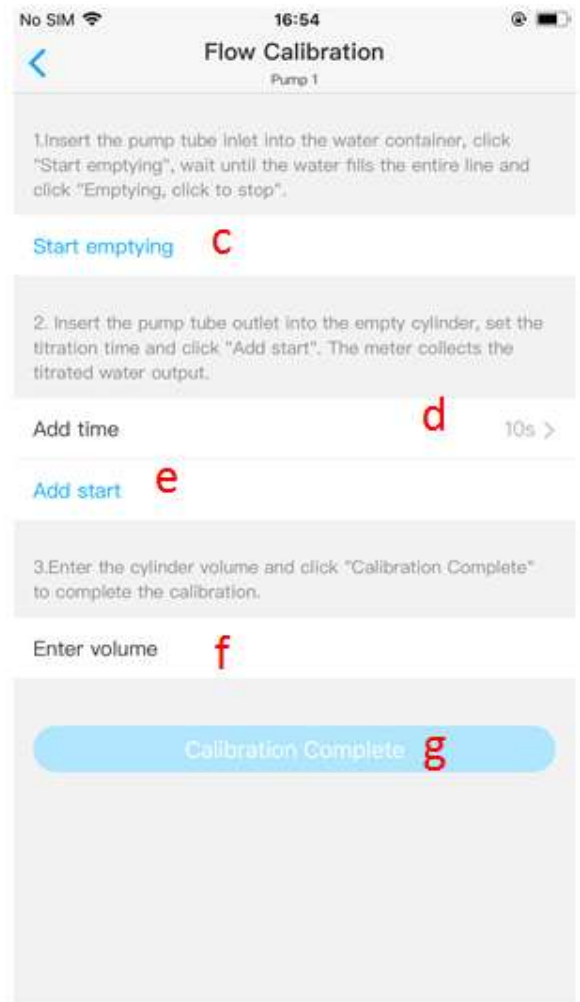 No SIM 16:54
Flow Calibration
Pump 1
1.Insert the pump tube inlet into the water container, click
"Start emptying", wait until the water fills the entire line and
click "Emptying, click to stop".
Start emptying c
2. Insert the pump tube outlet into the empty cylinder, set the
titration time and click "Add start". The meter collects the
titrated water output.
Add time d 10s >
Add start e
3.Enter the cylinder volume and click "Calibration Complete"
to complete the calibration.
Enter volume f
Calibration Complete g